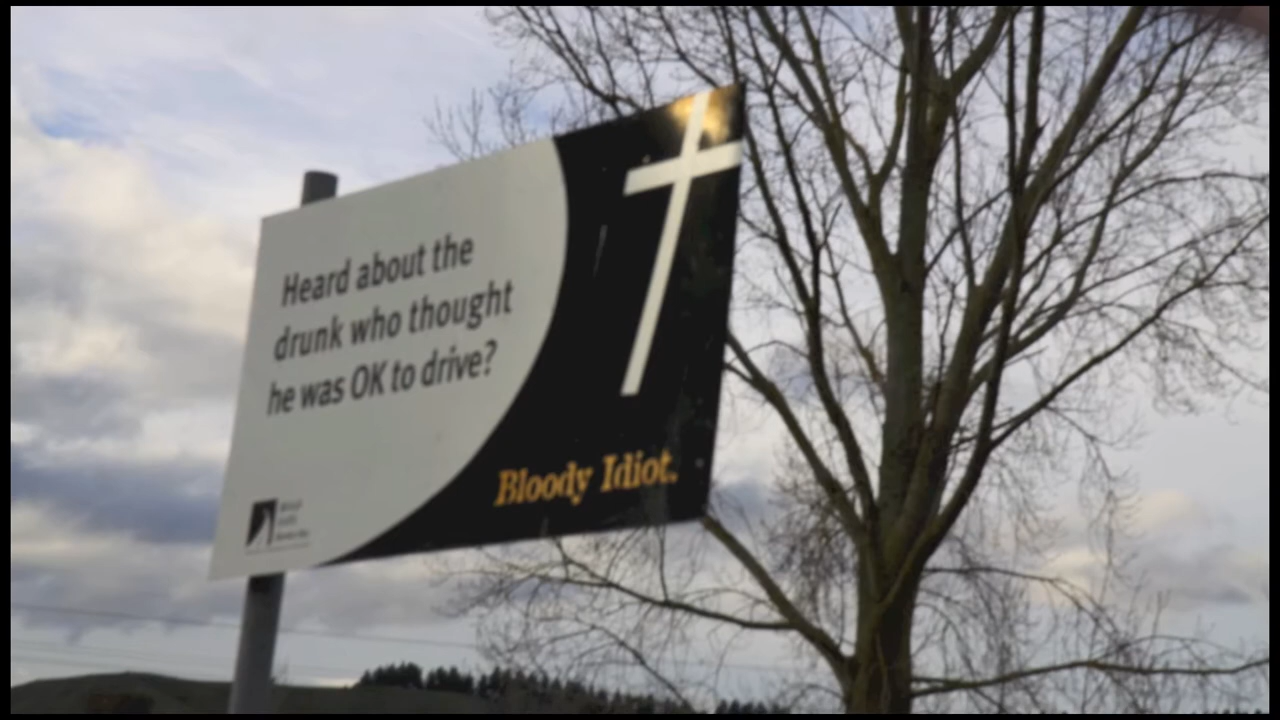 Heard about the
drunk who thought
he was OK to drive?
Bloody Idiot.